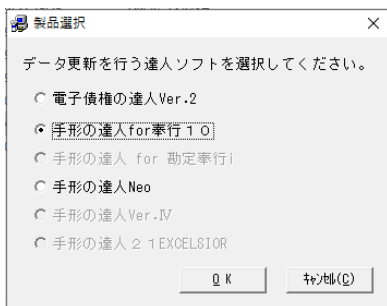 製品選択
データ更新を行う達人ソフトを選択してください。
電子債権の達人Ver.2
手形の達人for奉行１０
手形の達人 for 勘定奉行i
手形の達人Neo
手形の達人Ver.Ⅳ
手形の達人２１EXCELSIOR
ＯＫ ｷｬﾝｾﾙ(C)